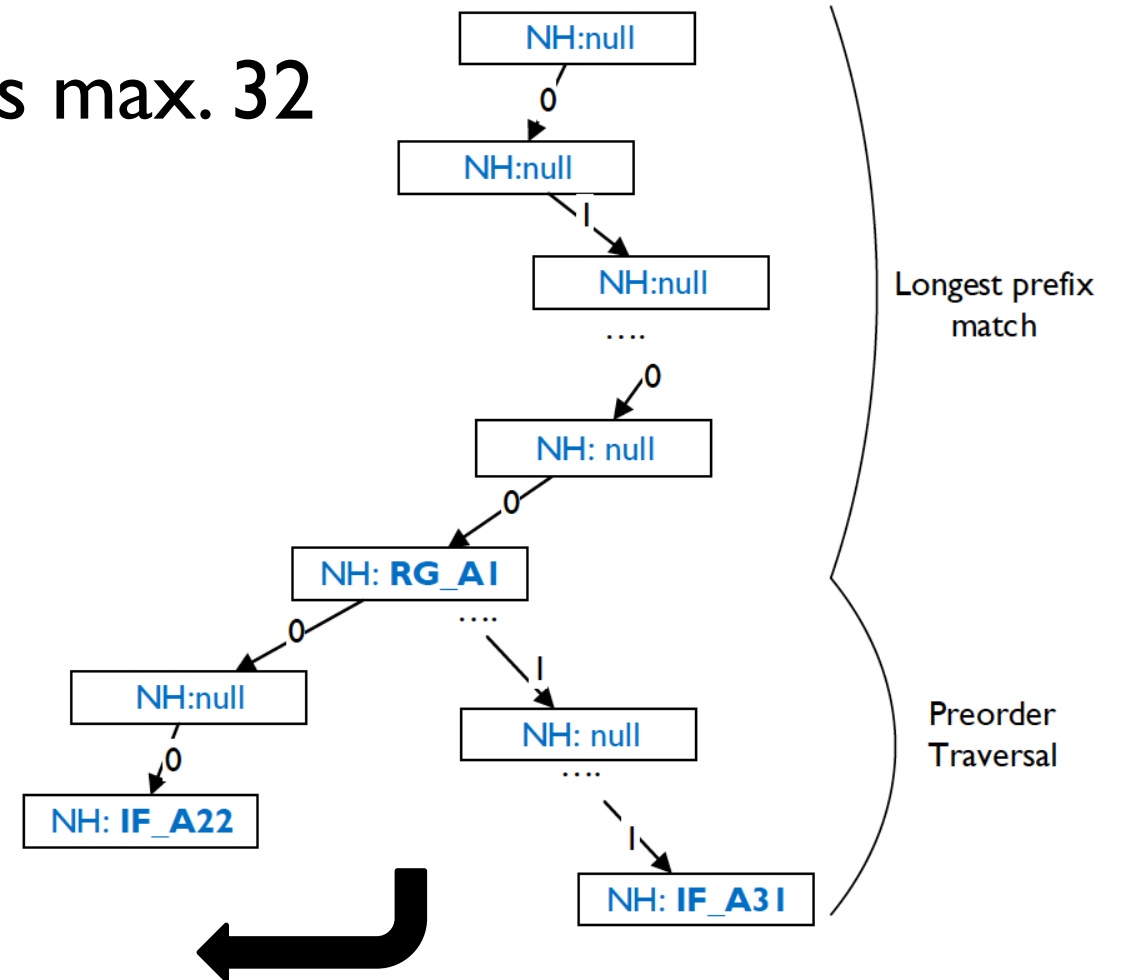 NH:null
s max. 32
0
NH:null
1
NH:null
Longest prefix
match
....
0
NH: null
0
NH: RG_A1
....
0
1
NH:null
NH: null
Preorder
Traversal
0
....
NH: IF_A22
1
NH: IF_A31